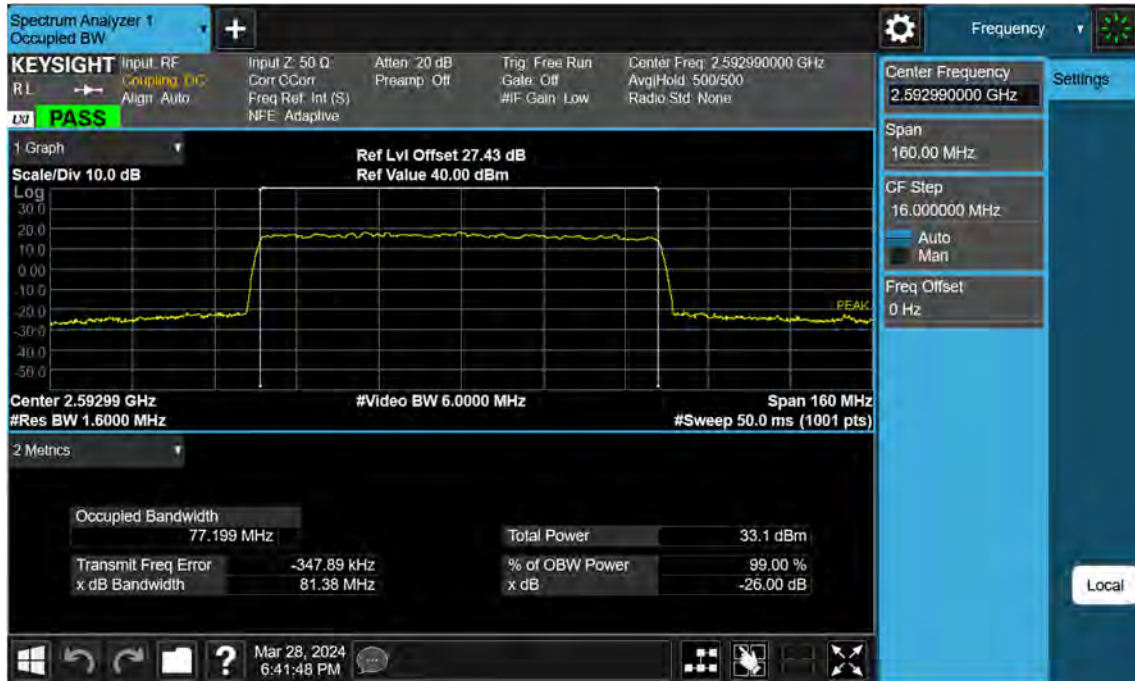 Spectrum Analyzer 1
Occupied BW
Frequency
KEYSIGHT
Input: RF
Coupling: DC
Align: Auto
Input Z: 50 Ω
Corr CCorr
Freq Ref: Int (S)
NFE: Adaptive
Atten: 20 dB
Preamp: Off
Trig: Free Run
Gate: Off
#IF Gain: Low
Center Freq: 2.592990000 GHz
Avg|Hold: 500/500
Radio Std: None
R L
LXI
PASS
Center Frequency
2.592990000 GHz
Settings
Span
160.00 MHz
CF Step
16.000000 MHz
Auto
Man
Freq Offset
0 Hz
1 Graph
Scale/Div 10.0 dB
Ref Lvl Offset 27.43 dB
Ref Value 40.00 dBm
Log
30.0
20.0
10.0
0.00
-10.0
-20.0
-30.0
-40.0
-50.0
PEAK
Center 2.59299 GHz
#Video BW 6.0000 MHz
Span 160 MHz
#Res BW 1.6000 MHz
#Sweep 50.0 ms (1001 pts)
2 Metrics
Occupied Bandwidth
77.199 MHz
Total Power 33.1 dBm
Transmit Freq Error -347.89 kHz
% of OBW Power 99.00 %
x dB Bandwidth 81.38 MHz
x dB -26.00 dB
Local
?
Mar 28, 2024
6:41:48 PM